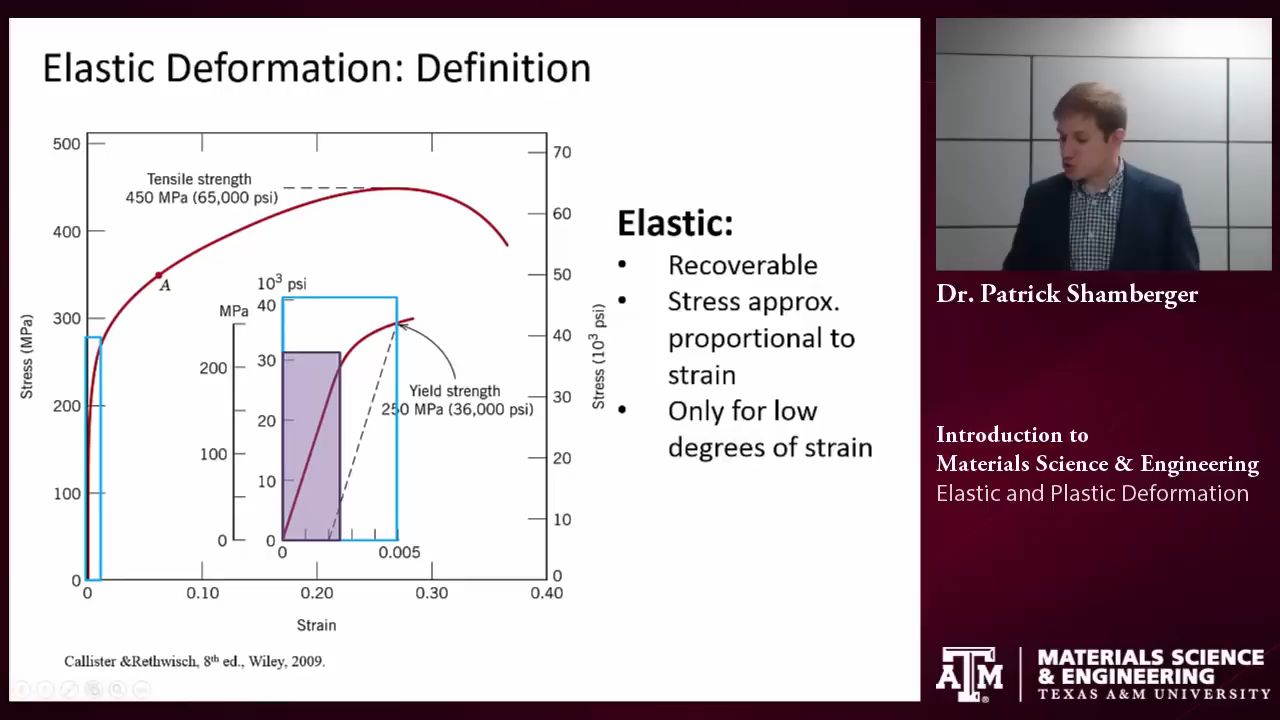 Elastic Deformation: Definition
500
400
300
200
100
0
Stress (MPa)
Tensile strength
450 MPa (65,000 psi)
A
70
60
50
40
30
20
10
0
Stress (10³ psi)
10³ psi
MPa
40
30
20
10
0
200
100
0
0
0.005
Yield strength
250 MPa (36,000 psi)
0
0.10
0.20
0.30
0.40
Strain
Callister &Rethwisch, 8th ed., Wiley, 2009.
Elastic:
• Recoverable
• Stress approx.
proportional to
strain
• Only for low
degrees of strain
Dr. Patrick Shamberger
Introduction to
Materials Science & Engineering
Elastic and Plastic Deformation
ATM
MATERIALS SCIENCE
& ENGINEERING
TEXAS A&M UNIVERSITY